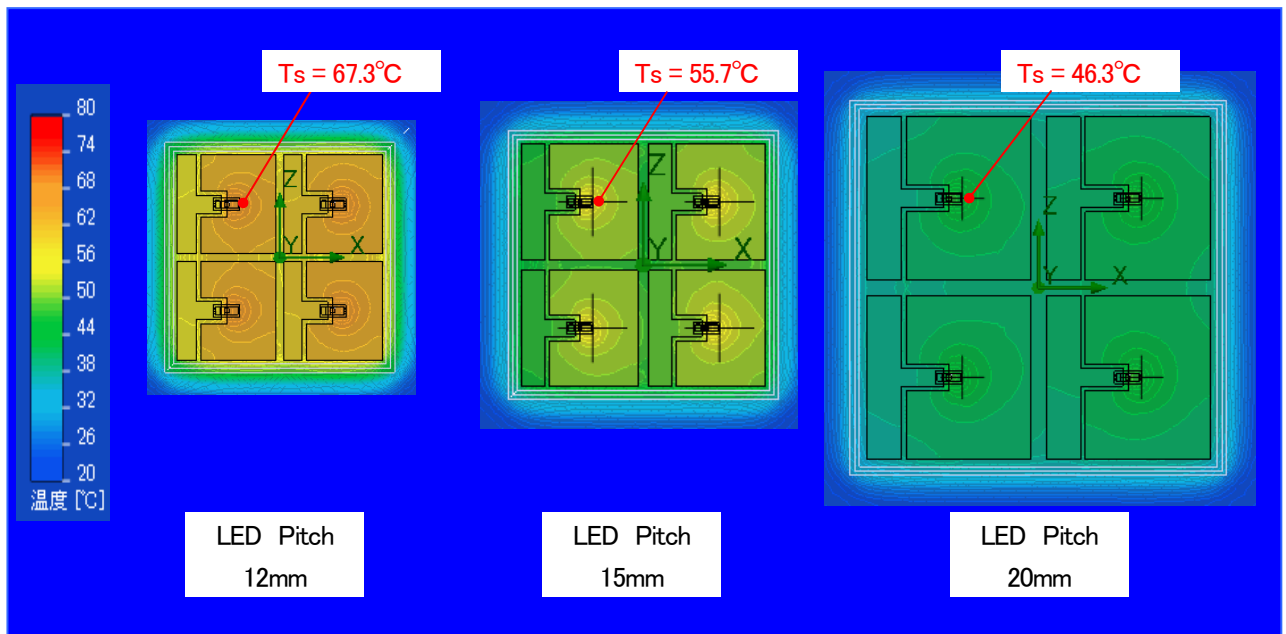 Ts = 67.3℃
Ts = 55.7℃
Ts = 46.3℃
80
74
68
62
56
50
44
38
32
26
20
温度 [℃]
Z
Y
X
Z
Y
X
Z
Y
X
LED Pitch
12mm
LED Pitch
15mm
LED Pitch
20mm